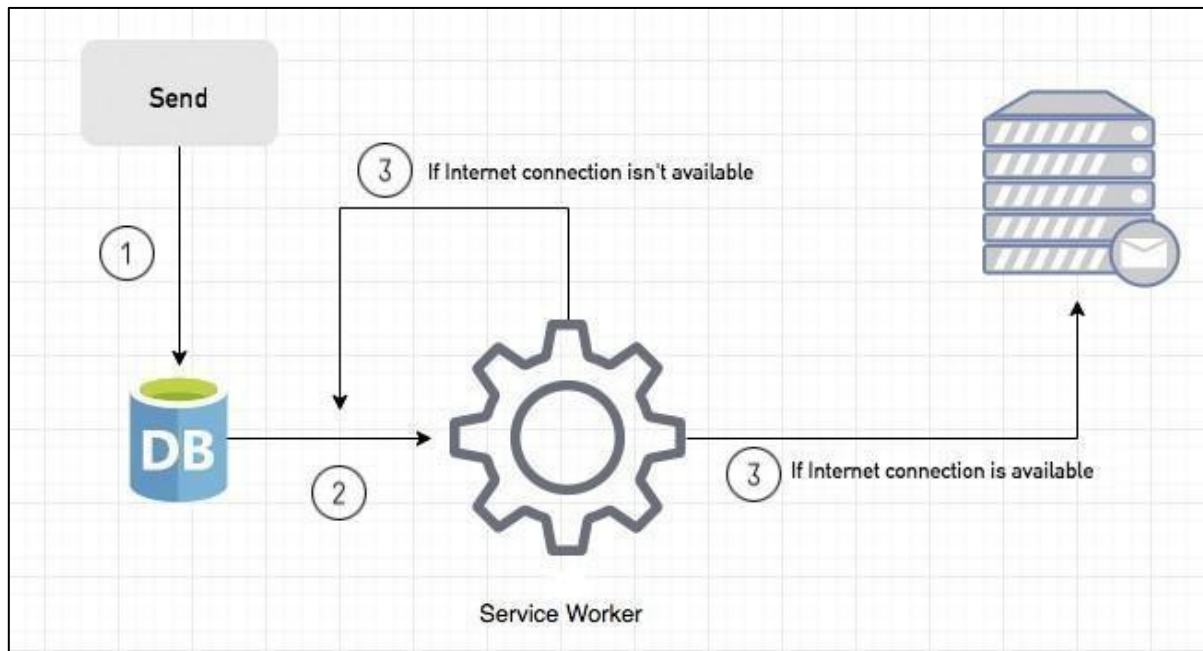 Send
3 If Internet connection isn't available
1
DB
2
3 If Internet connection is available
Service Worker